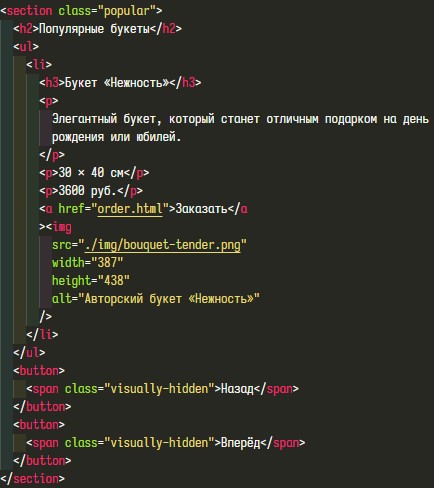 <section class="popular">
<h2>Популярные букеты</h2>
<ul>
<li>
<h3>Букет «Нежность»</h3>
<p>
Элегантный букет, который станет отличным подарком на день
рождения или юбилей.
</p>
<p>30 × 40 см</p>
<p>3600 руб.</p>
<a href="order.html">Заказать</a
><img
src="./img/bouquet-tender.png"
width="387"
height="438"
alt="Авторский букет «Нежность»"
/>
</li>
</ul>
<button>
<span class="visually-hidden">Назад</span>
</button>
<button>
<span class="visually-hidden">Вперёд</span>
</button>
</section>